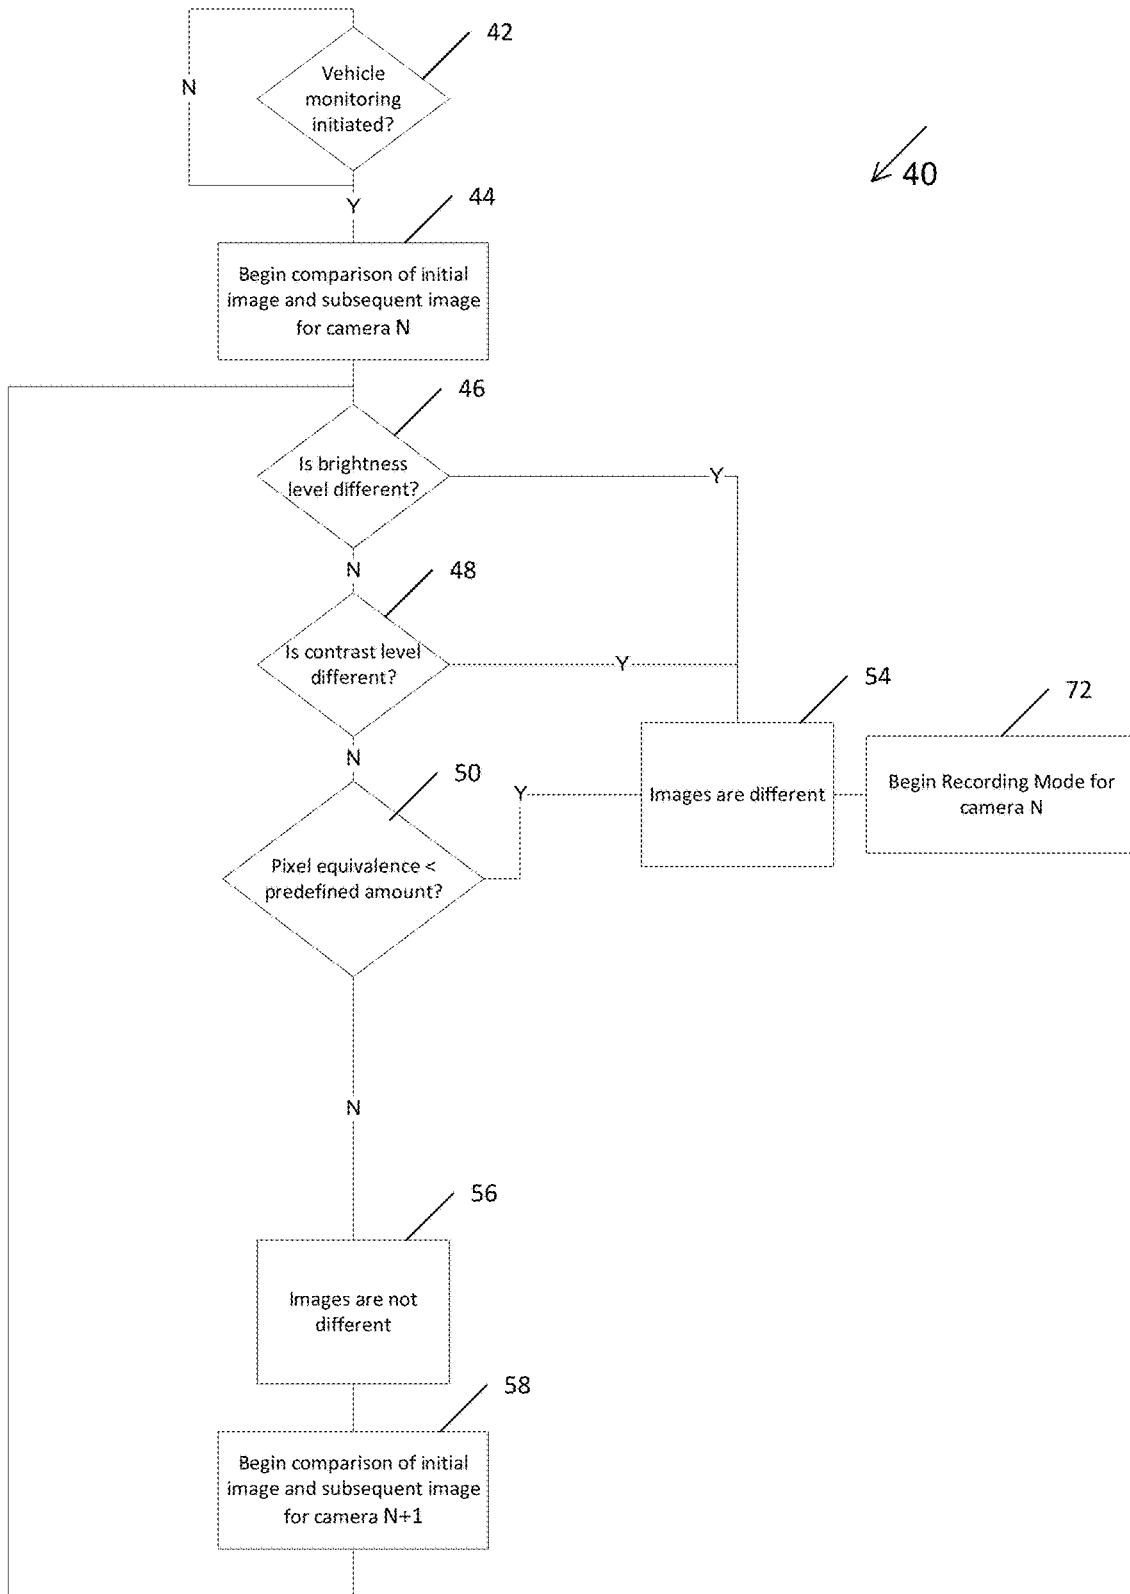 42
Vehicle
monitoring
initiated?
N
40
Y
44
Begin comparison of initial
image and subsequent image
for camera N
46
Is brightness
level different?
Y
N
48
Is contrast level
different?
Y
N
54
72
50
Y
Images are different
Begin Recording Mode for
camera N
Pixel equivalence <
predefined amount?
N
56
Images are not
different
58
Begin comparison of initial
image and subsequent image
for camera N+1